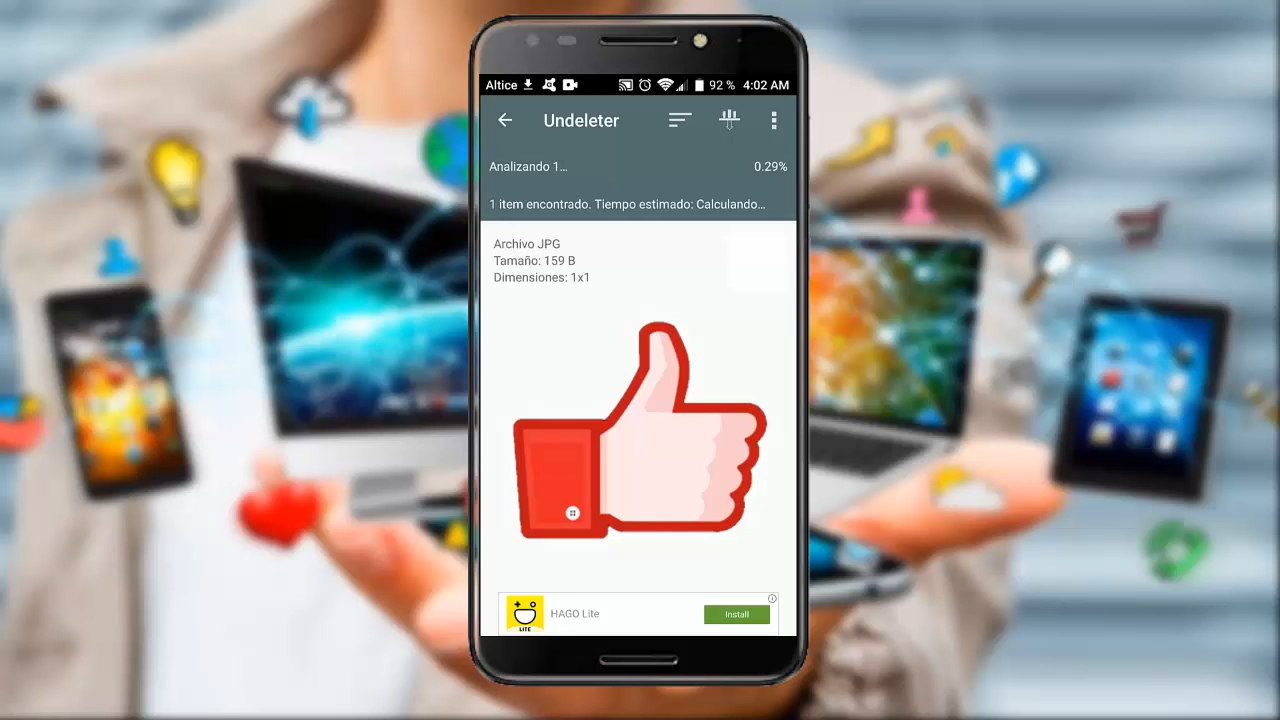 Altice 92 % 4:02 AM
Undeleter
Analizando 1... 0.29%
1 item encontrado. Tiempo estimado: Calculando...
Archivo JPG
Tamaño: 159 B
Dimensiones: 1x1
HAGO Lite
LITE
Install